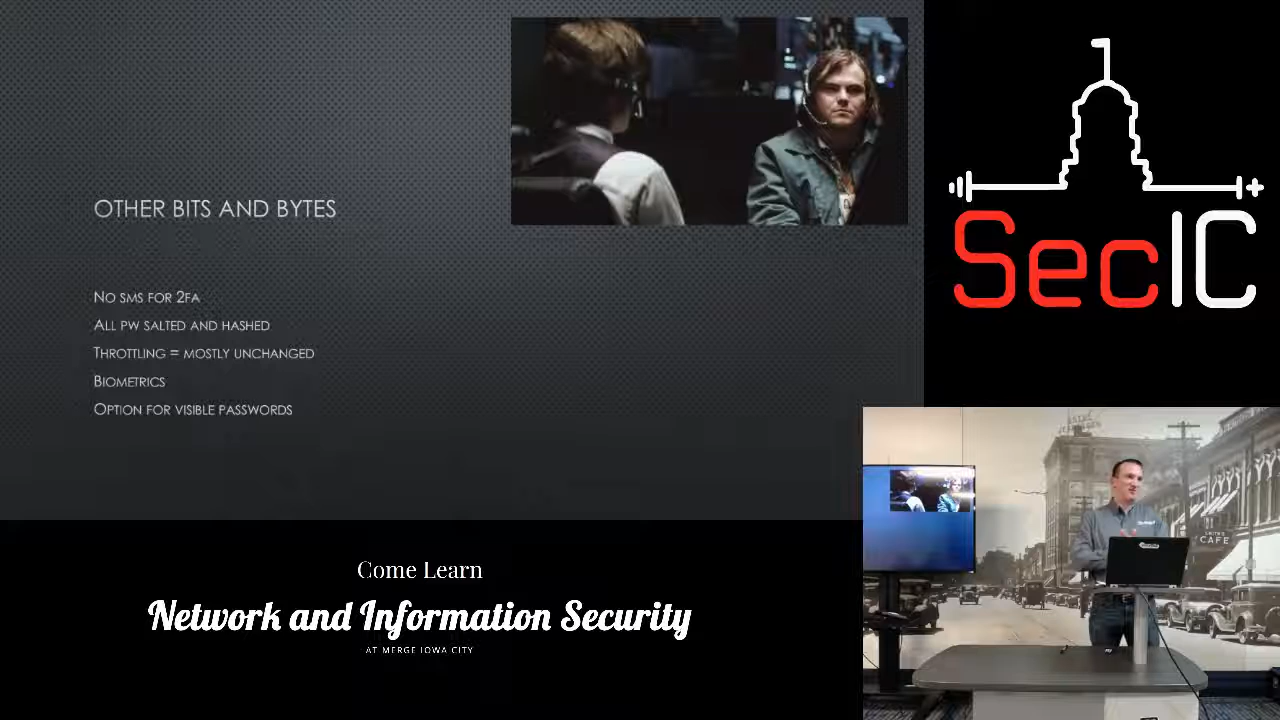 OTHER BITS AND BYTES
NO SMS FOR 2FA
ALL PW SALTED AND HASHED
THROTTLING = MOSTLY UNCHANGED
BIOMETRICS
OPTION FOR VISIBLE PASSWORDS
SecIC
CAFE
Come Learn
Network and Information Security
AT MERGE IOWA CITY